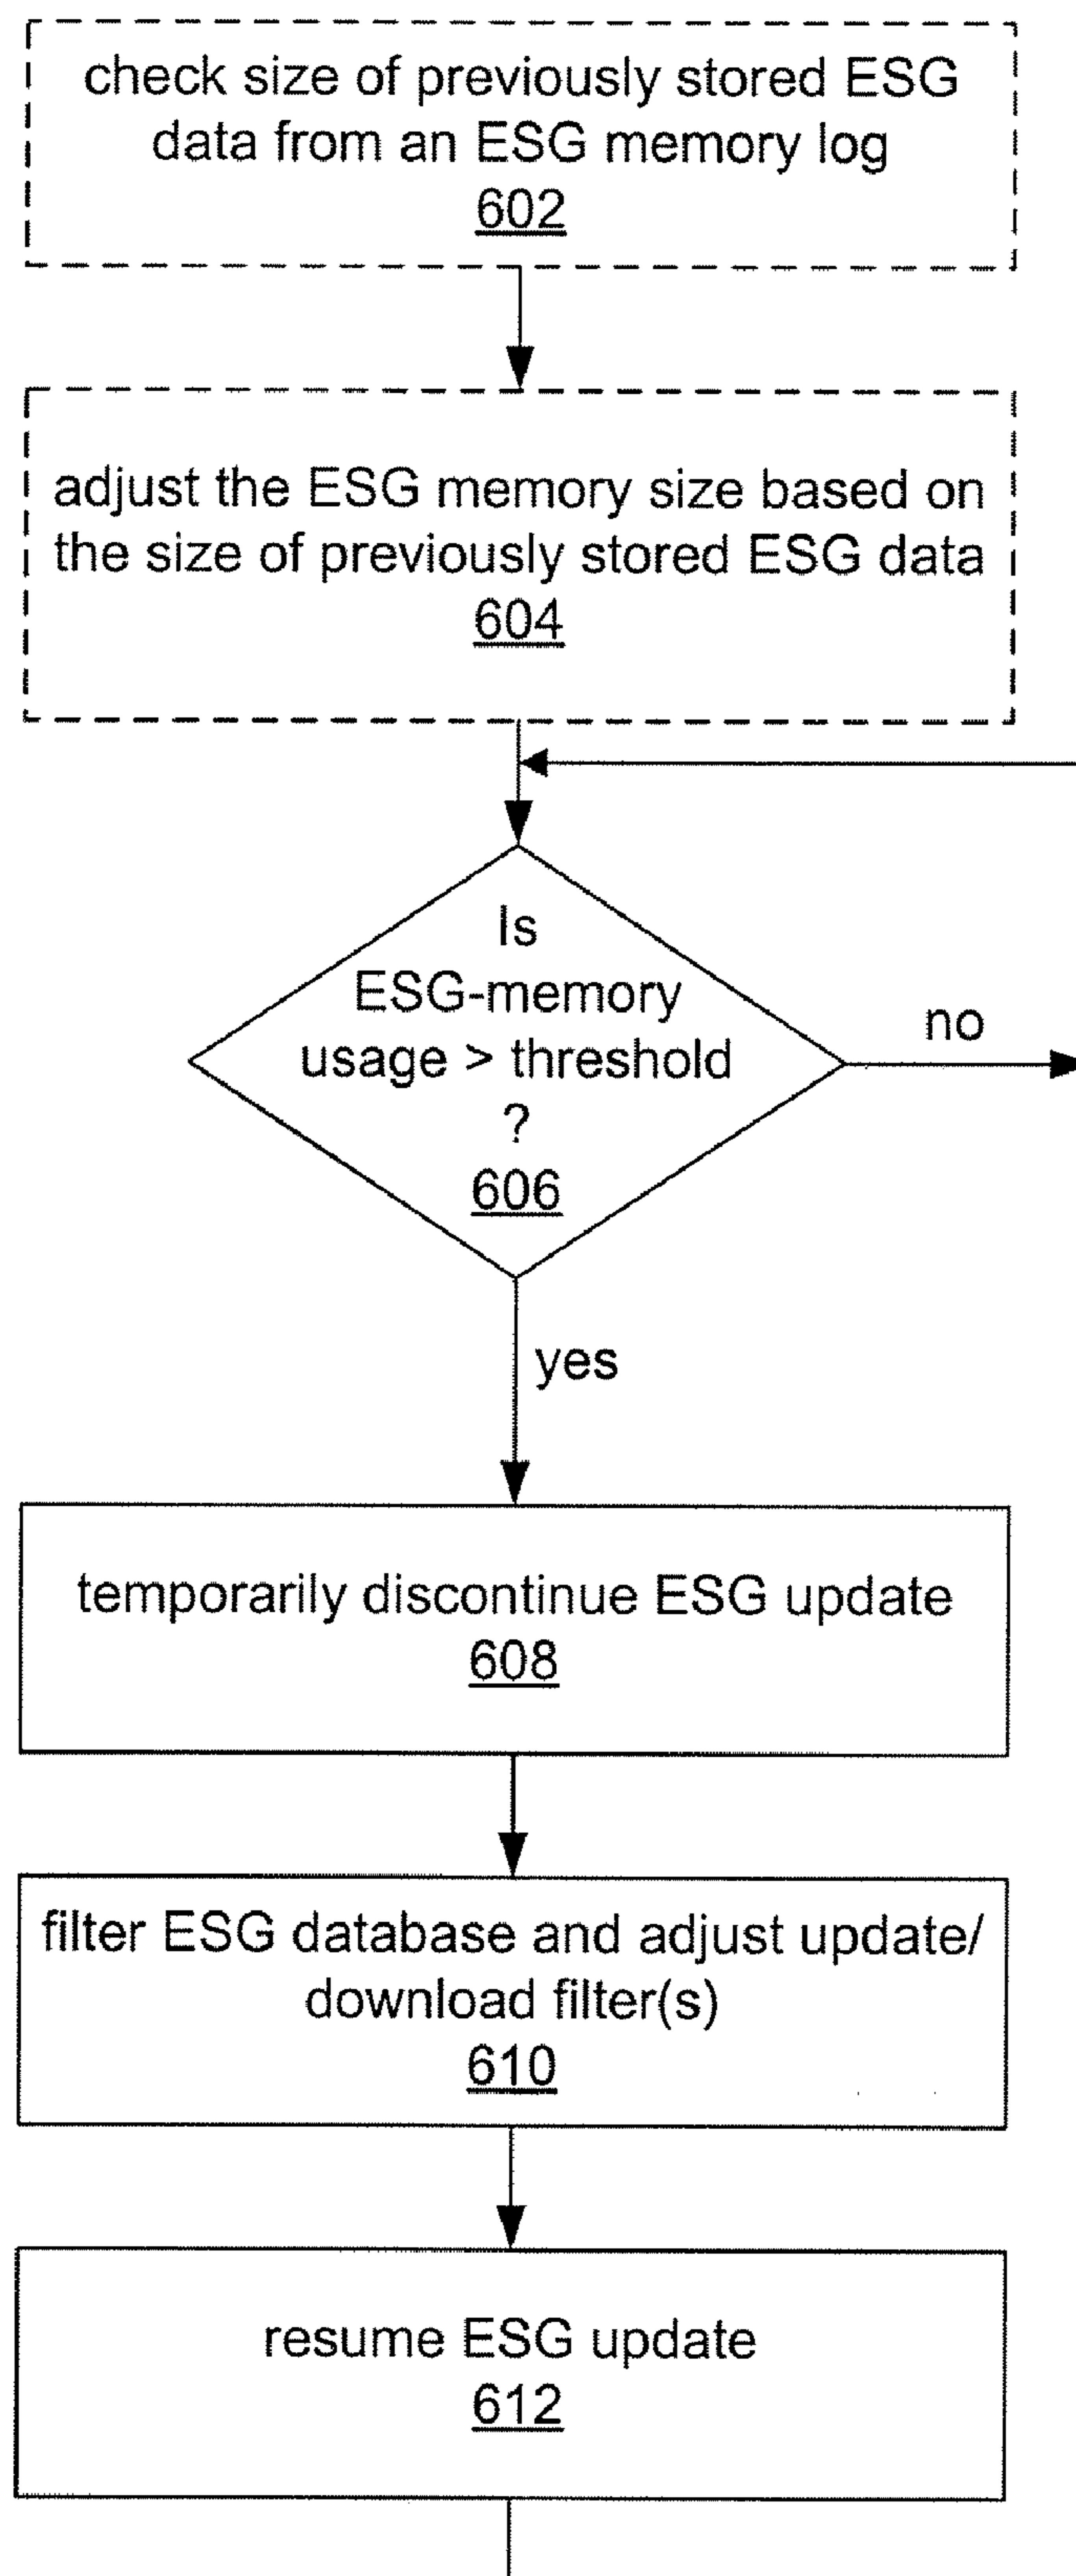 check size of previously stored ESG
data from an ESG memory log
602
adjust the ESG memory size based on
the size of previously stored ESG data
604
Is
ESG-memory
usage > threshold
?
606
no
yes
temporarily discontinue ESG update
608
filter ESG database and adjust update/
download filter(s)
610
resume ESG update
612